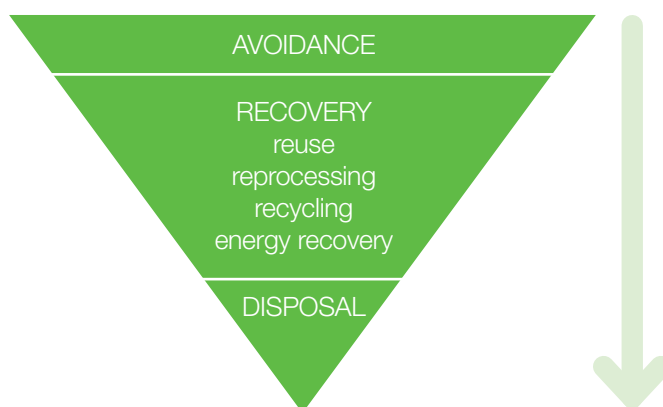 AVOIDANCE
RECOVERY
reuse
reprocessing
recycling
energy recovery
DISPOSAL